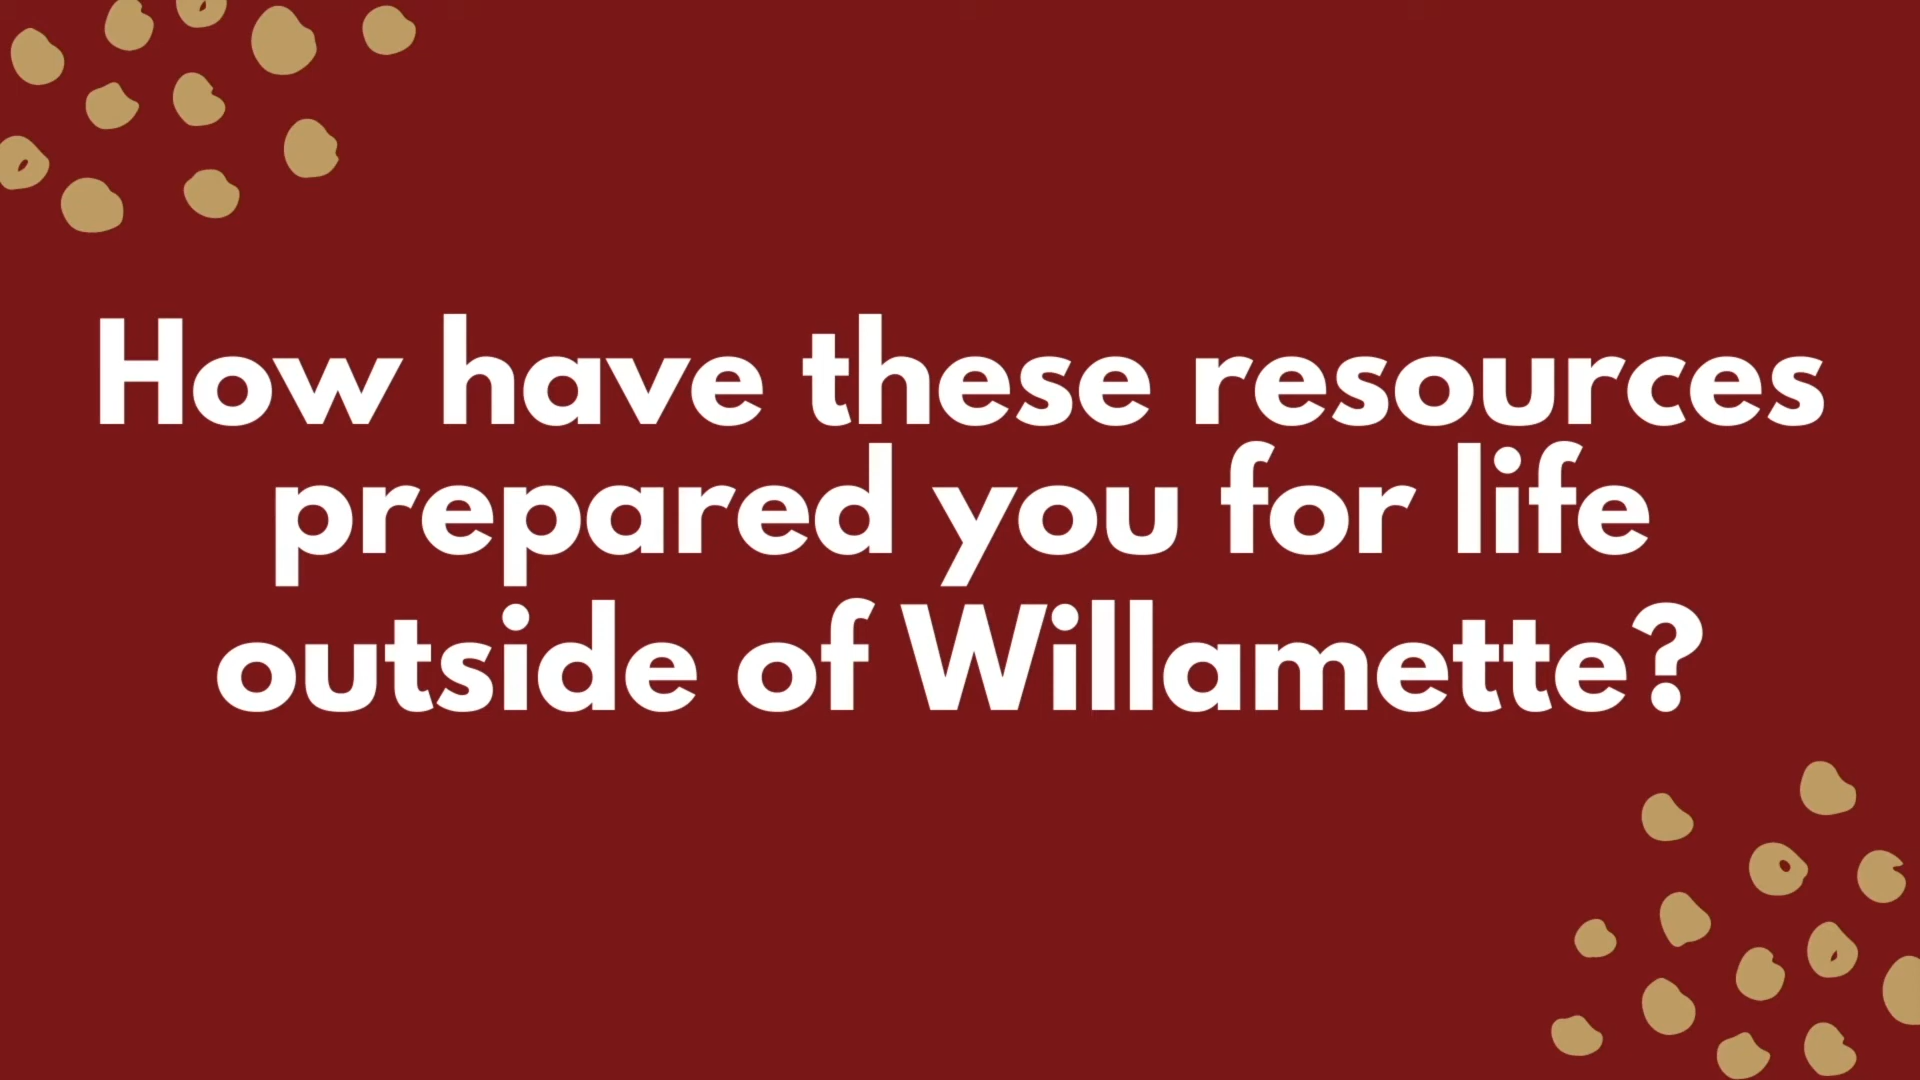 How have these resources
prepared you for life
outside of Willamette?